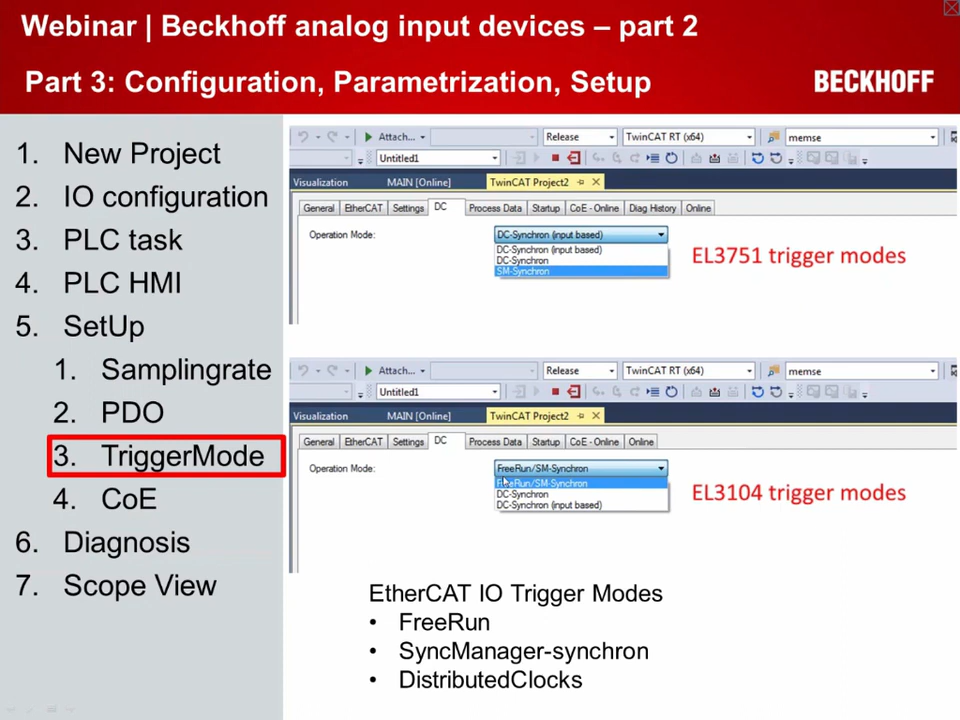 Webinar | Beckhoff analog input devices – part 2
Part 3: Configuration, Parametrization, Setup
BECKHOFF
1. New Project
2. IO configuration
3. PLC task
4. PLC HMI
5. SetUp
1. Samplingrate
2. PDO
3. TriggerMode
4. CoE
6. Diagnosis
7. Scope View
Attach... Release TwinCAT RT (x64) memse
Untitled1
Visualization MAIN [Online] TwinCAT Project2
General EtherCAT Settings DC Process Data Startup CoE - Online Diag History Online
Operation Mode: DC-Synchron (input based)
DC-Synchron (input based)
DC-Synchron
SM-Synchron
EL3751 trigger modes
Attach... Release TwinCAT RT (x64) memse
Untitled1
Visualization MAIN [Online] TwinCAT Project2
General EtherCAT Settings DC Process Data Startup CoE - Online Online
Operation Mode: FreeRun/SM-Synchron
FreeRun/SM-Synchron
DC-Synchron
DC-Synchron (input based)
EL3104 trigger modes
EtherCAT IO Trigger Modes
• FreeRun
• SyncManager-synchron
• DistributedClocks